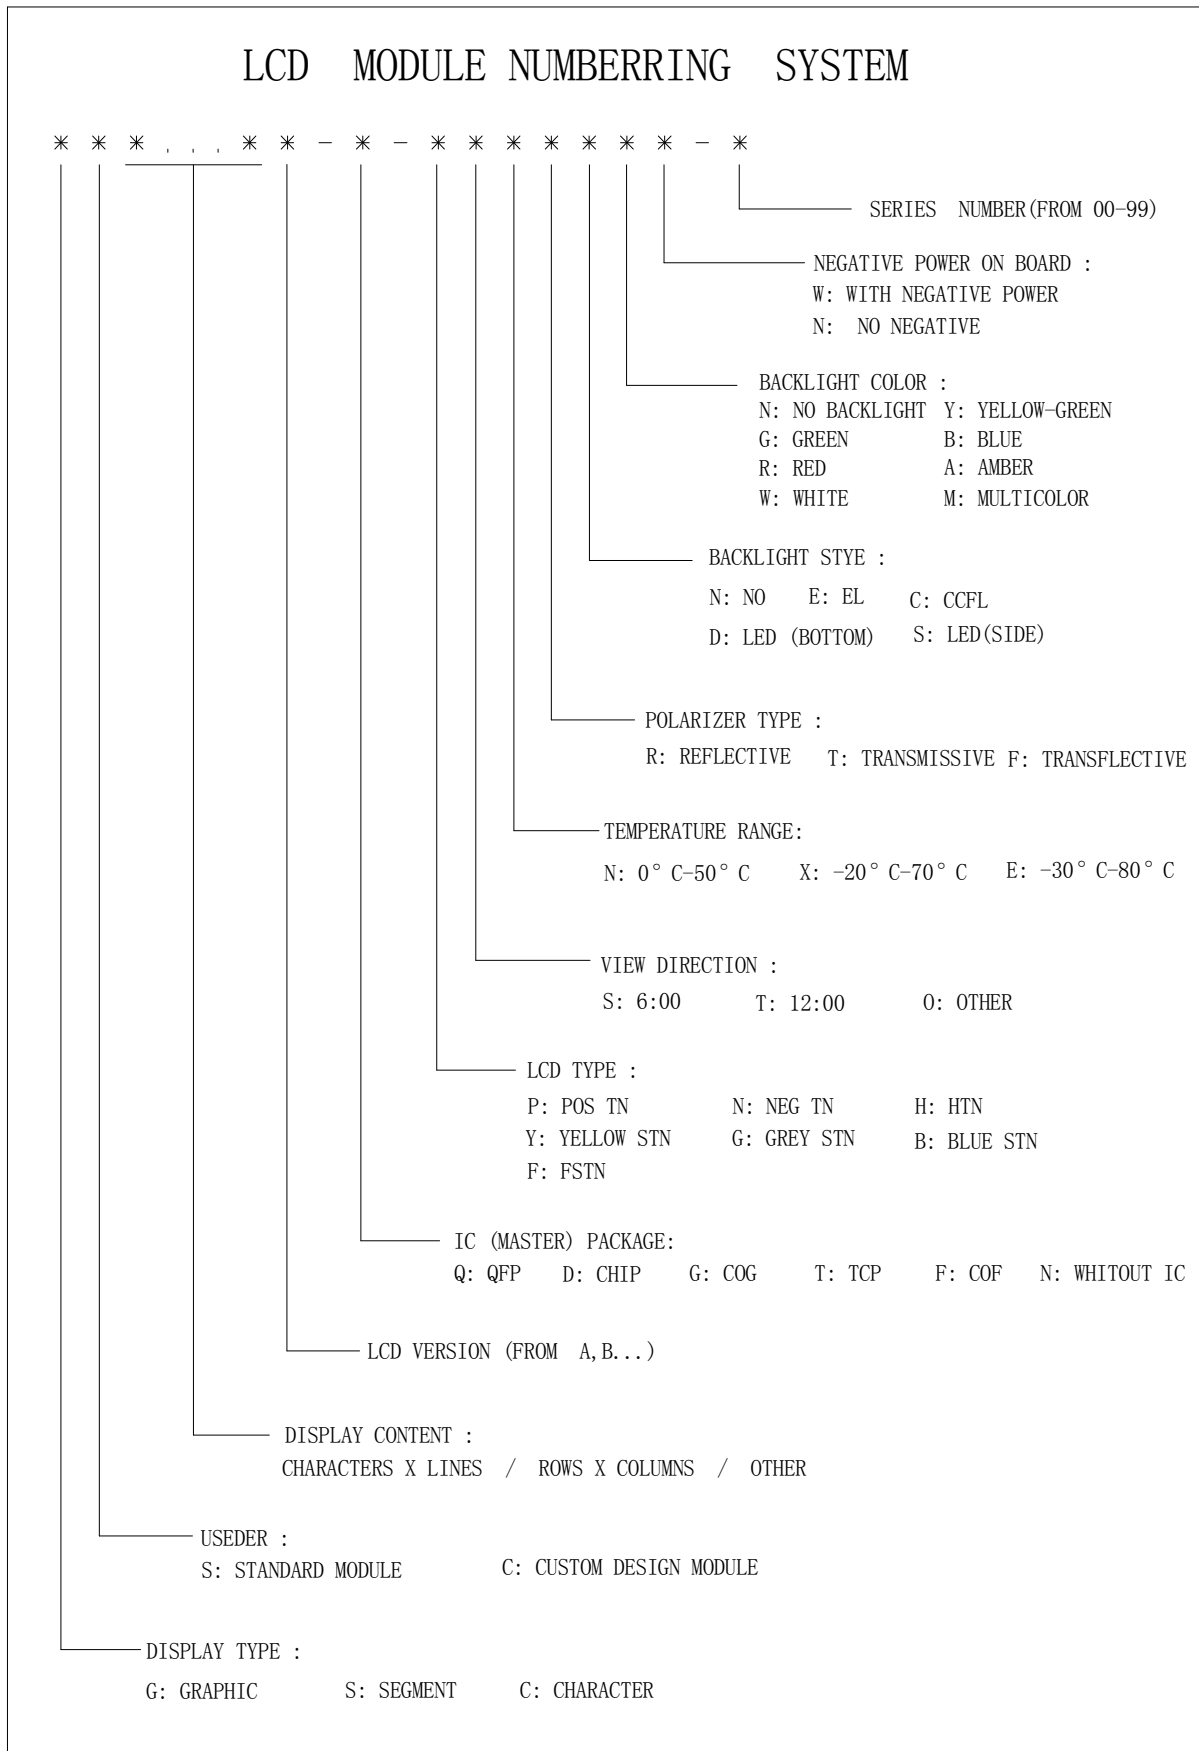 LCD MODULE NUMBERRING SYSTEM
* * * . . . * * - * - * * * * * * * - *
SERIES NUMBER(FROM 00-99)
NEGATIVE POWER ON BOARD :
W: WITH NEGATIVE POWER
N: NO NEGATIVE
BACKLIGHT COLOR :
N: NO BACKLIGHT Y: YELLOW-GREEN
G: GREEN B: BLUE
R: RED A: AMBER
W: WHITE M: MULTICOLOR
BACKLIGHT STYE :
N: NO E: EL C: CCFL
D: LED (BOTTOM) S: LED(SIDE)
POLARIZER TYPE :
R: REFLECTIVE T: TRANSMISSIVE F: TRANSFLECTIVE
TEMPERATURE RANGE:
N: 0° C-50° C X: -20° C-70° C E: -30° C-80° C
VIEW DIRECTION :
S: 6:00 T: 12:00 O: OTHER
LCD TYPE :
P: POS TN N: NEG TN H: HTN
Y: YELLOW STN G: GREY STN B: BLUE STN
F: FSTN
IC (MASTER) PACKAGE:
Q: QFP D: CHIP G: COG T: TCP F: COF N: WHITOUT IC
LCD VERSION (FROM A,B...)
DISPLAY CONTENT :
CHARACTERS X LINES / ROWS X COLUMNS / OTHER
USEDER :
S: STANDARD MODULE C: CUSTOM DESIGN MODULE
DISPLAY TYPE :
G: GRAPHIC S: SEGMENT C: CHARACTER